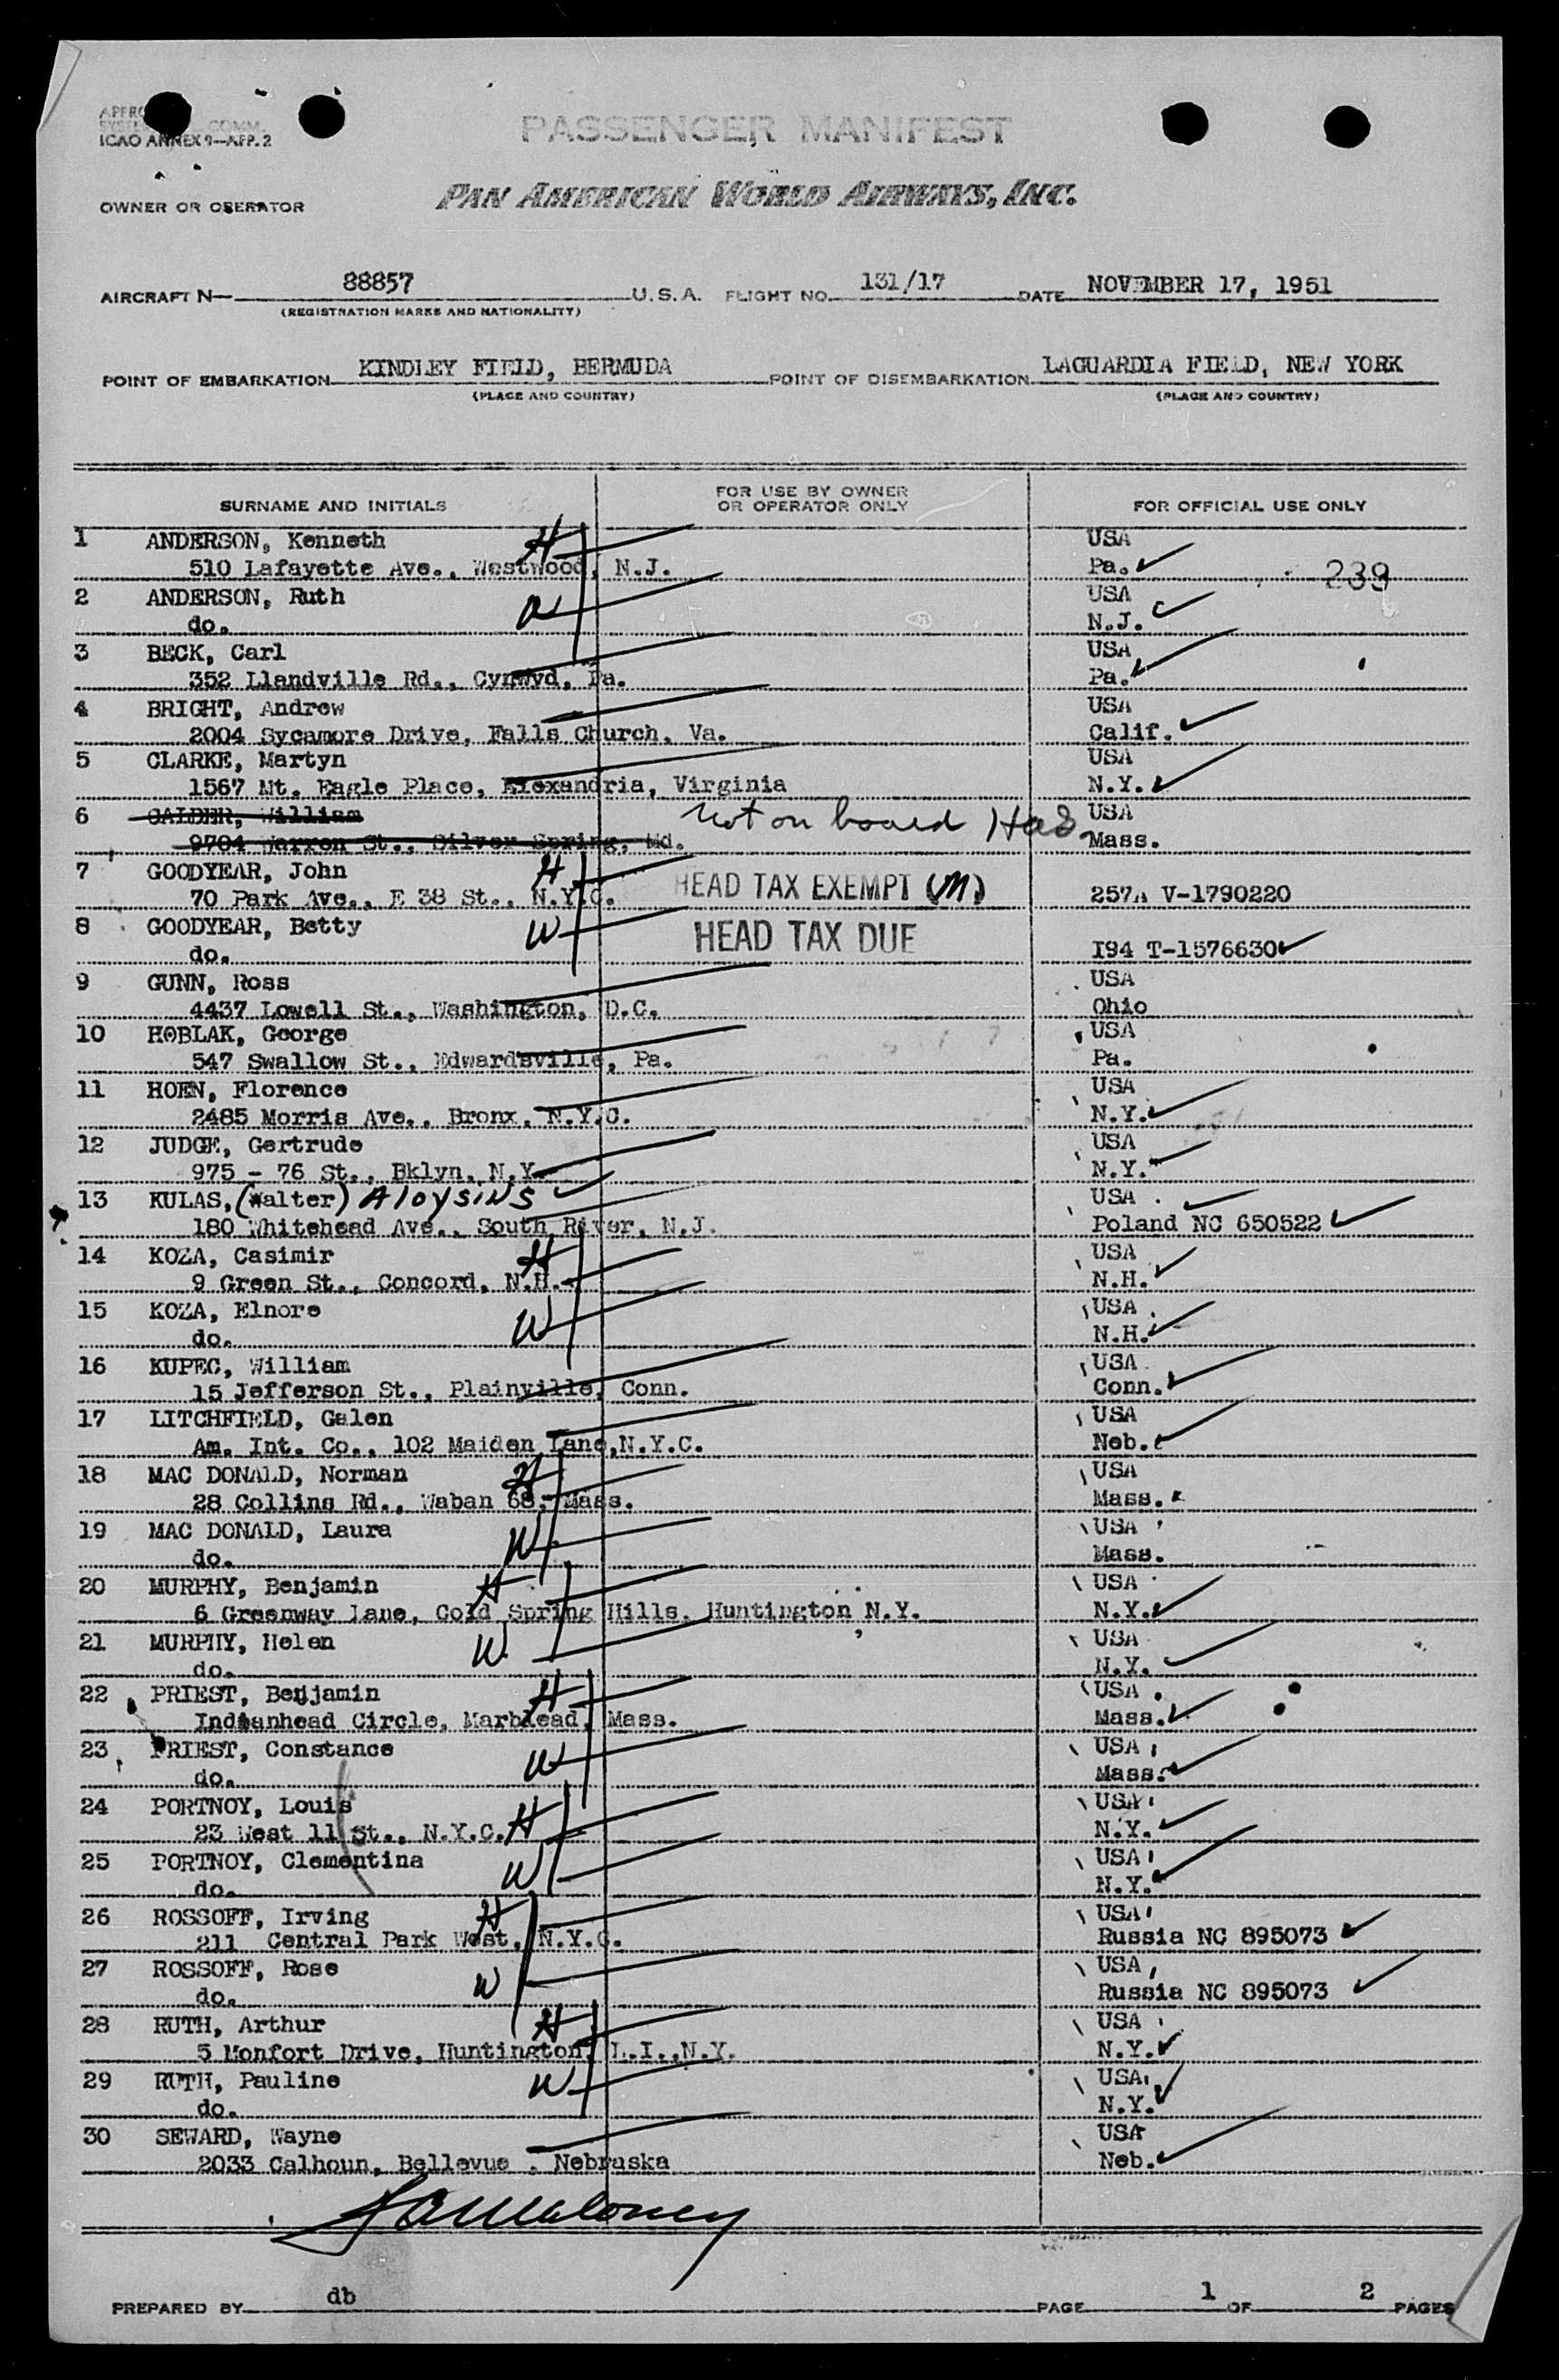 ICAO ANNEX 9—APP. 2
PASSENGER MANIFEST
OWNER OR OPERATOR
PAN AMERICAN WORLD AIRWAYS, INC.
AIRCRAFT N— 88857 U.S.A. FLIGHT NO. 131/17 DATE NOVEMBER 17, 1951
(REGISTRATION MARKS AND NATIONALITY)
POINT OF EMBARKATION KINDLEY FIELD, BERMUDA POINT OF DISEMBARKATION LAGUARDIA FIELD, NEW YORK
(PLACE AND COUNTRY) (PLACE AND COUNTRY)
SURNAME AND INITIALS FOR USE BY OWNER OR OPERATOR ONLY FOR OFFICIAL USE ONLY
1 ANDERSON, Kenneth H USA
510 Lafayette Ave., Westwood, N.J. Pa. 239
2 ANDERSON, Ruth W USA
do. N.J.
3 BECK, Carl USA
352 Llandville Rd., Cynwyd, Pa. Pa.
4 BRIGHT, Andrew USA
2004 Sycamore Drive, Falls Church, Va. Calif.
5 CLARKE, Martyn USA
1567 Mt. Eagle Place, Alexandria, Virginia N.Y.
6 CALDER, William not on board USA
9704 Warren St., Silver Spring, Md. Mass.
7 GOODYEAR, John H
70 Park Ave., E 38 St., N.Y.C. HEAD TAX EXEMPT (M) 257A V-1790220
8 GOODYEAR, Betty W HEAD TAX DUE
do. I94 T-1576630
9 GUNN, Ross USA
4437 Lowell St., Washington, D.C. Ohio
10 HOBLAK, George USA
547 Swallow St., Edwardsville, Pa. Pa.
11 HOEN, Florence USA
2485 Morris Ave., Bronx, N.Y.C. N.Y.
12 JUDGE, Gertrude USA
975 - 76 St., Bklyn, N.Y. N.Y.
13 KULAS, (Walter) Aloysius USA
180 Whitehead Ave., South River, N.J. Poland NC 650522
14 KOZA, Casimir H USA
9 Green St., Concord, N.H. N.H.
15 KOZA, Elnore W USA
do. N.H.
16 KUPEC, William USA
15 Jefferson St., Plainville, Conn. Conn.
17 LITCHFIELD, Galen USA
Am. Int. Co., 102 Maiden Lane, N.Y.C. Neb.
18 MAC DONALD, Norman H USA
28 Collins Rd., Waban 68, Mass. Mass.
19 MAC DONALD, Laura W USA
do. Mass.
20 MURPHY, Benjamin H USA
6 Greenway Lane, Cold Spring Hills, Huntington N.Y. N.Y.
21 MURPHY, Helen W USA
do. N.Y.
22 PRIEST, Benjamin H USA
Indianhead Circle, Marblead, Mass. Mass.
23 PRIEST, Constance W USA
do. Mass.
24 PORTNOY, Louis USA
23 West 11 St., N.Y.C. H N.Y.
25 PORTNOY, Clementina W USA
do. N.Y.
26 ROSSOFF, Irving H USA
211 Central Park West, N.Y.C. Russia NC 895073
27 ROSSOFF, Rose W USA
do. Russia NC 895073
28 RUTH, Arthur H USA
5 Monfort Drive, Huntington, L.I., N.Y. N.Y.
29 RUTH, Pauline W USA
do. N.Y.
30 SEWARD, Wayne USA
2033 Calhoun, Bellevue , Nebraska Neb.
PREPARED BY db PAGE 1 OF 2 PAGES